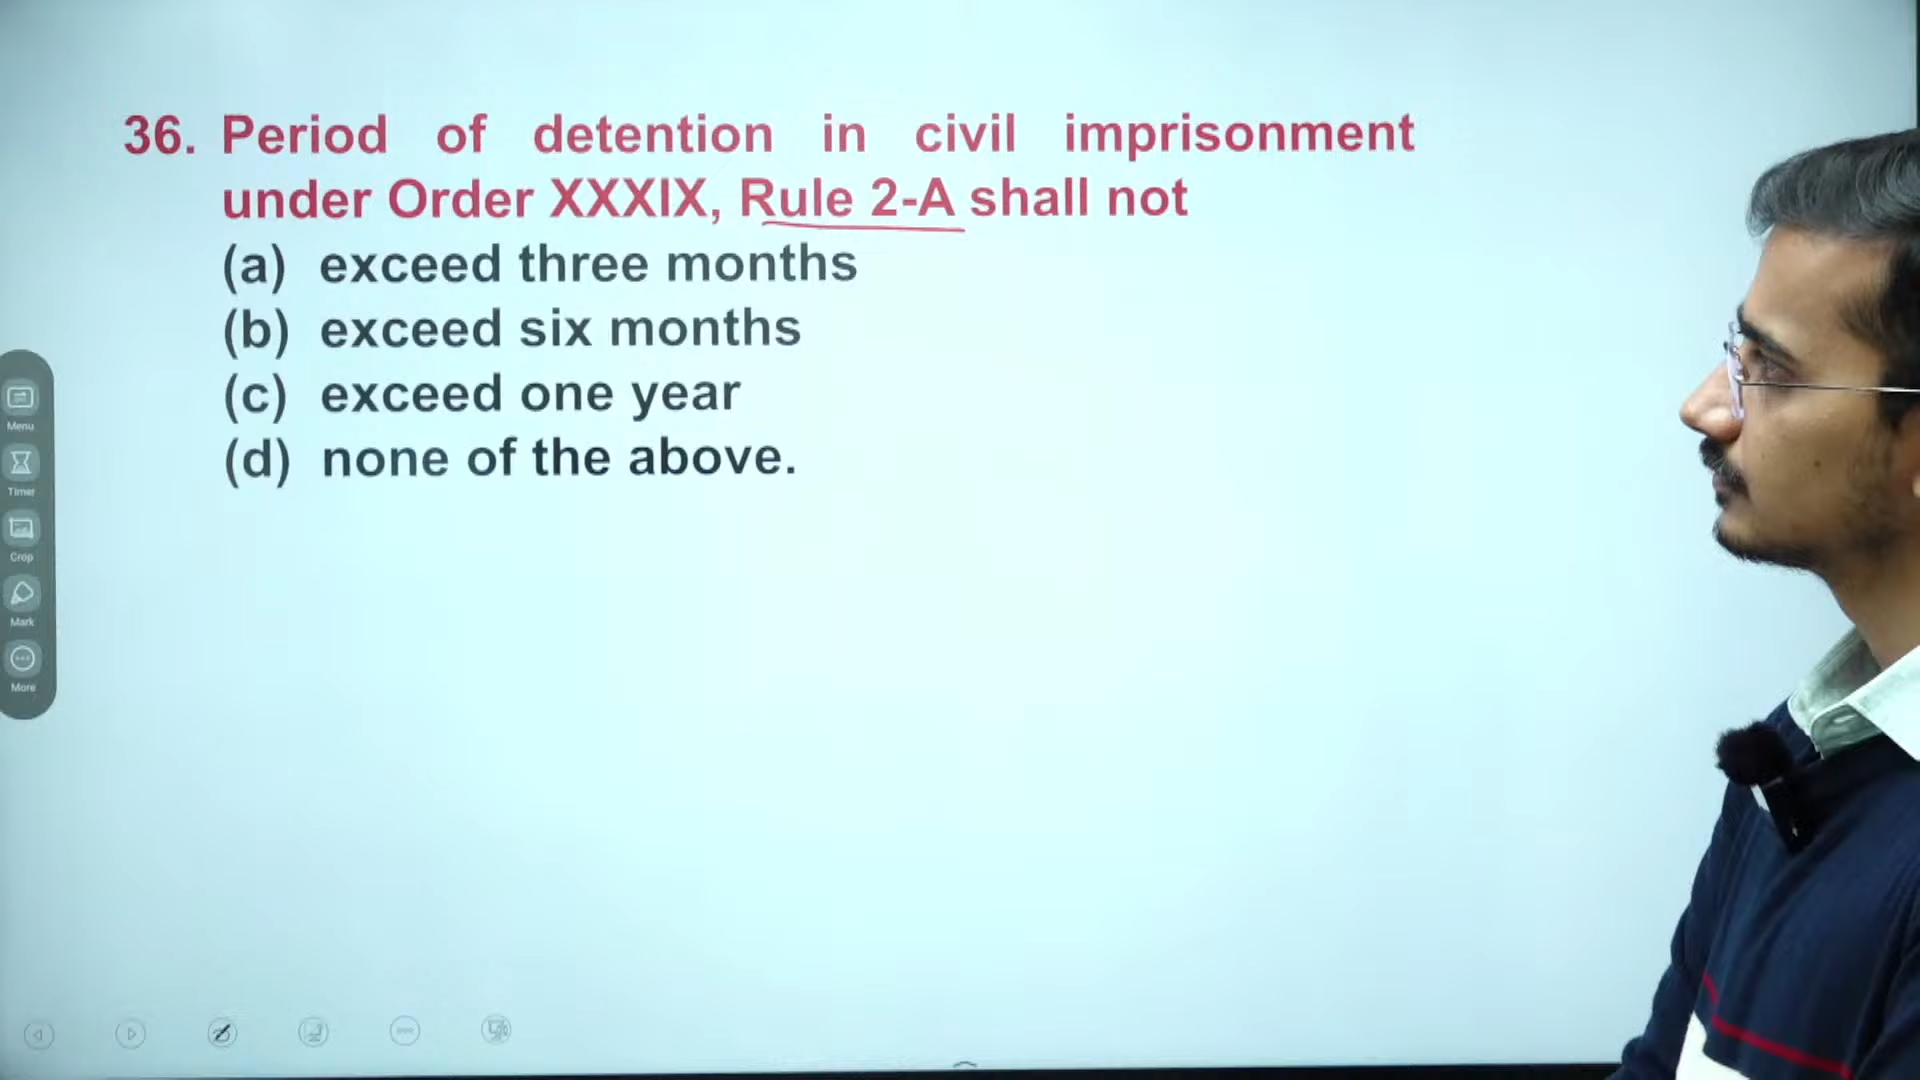 36. Period of detention in civil imprisonment
under Order XXXIX, Rule 2-A shall not
(a) exceed three months
(b) exceed six months
(c) exceed one year
(d) none of the above.
Menu
Timer
Crop
Mark
More